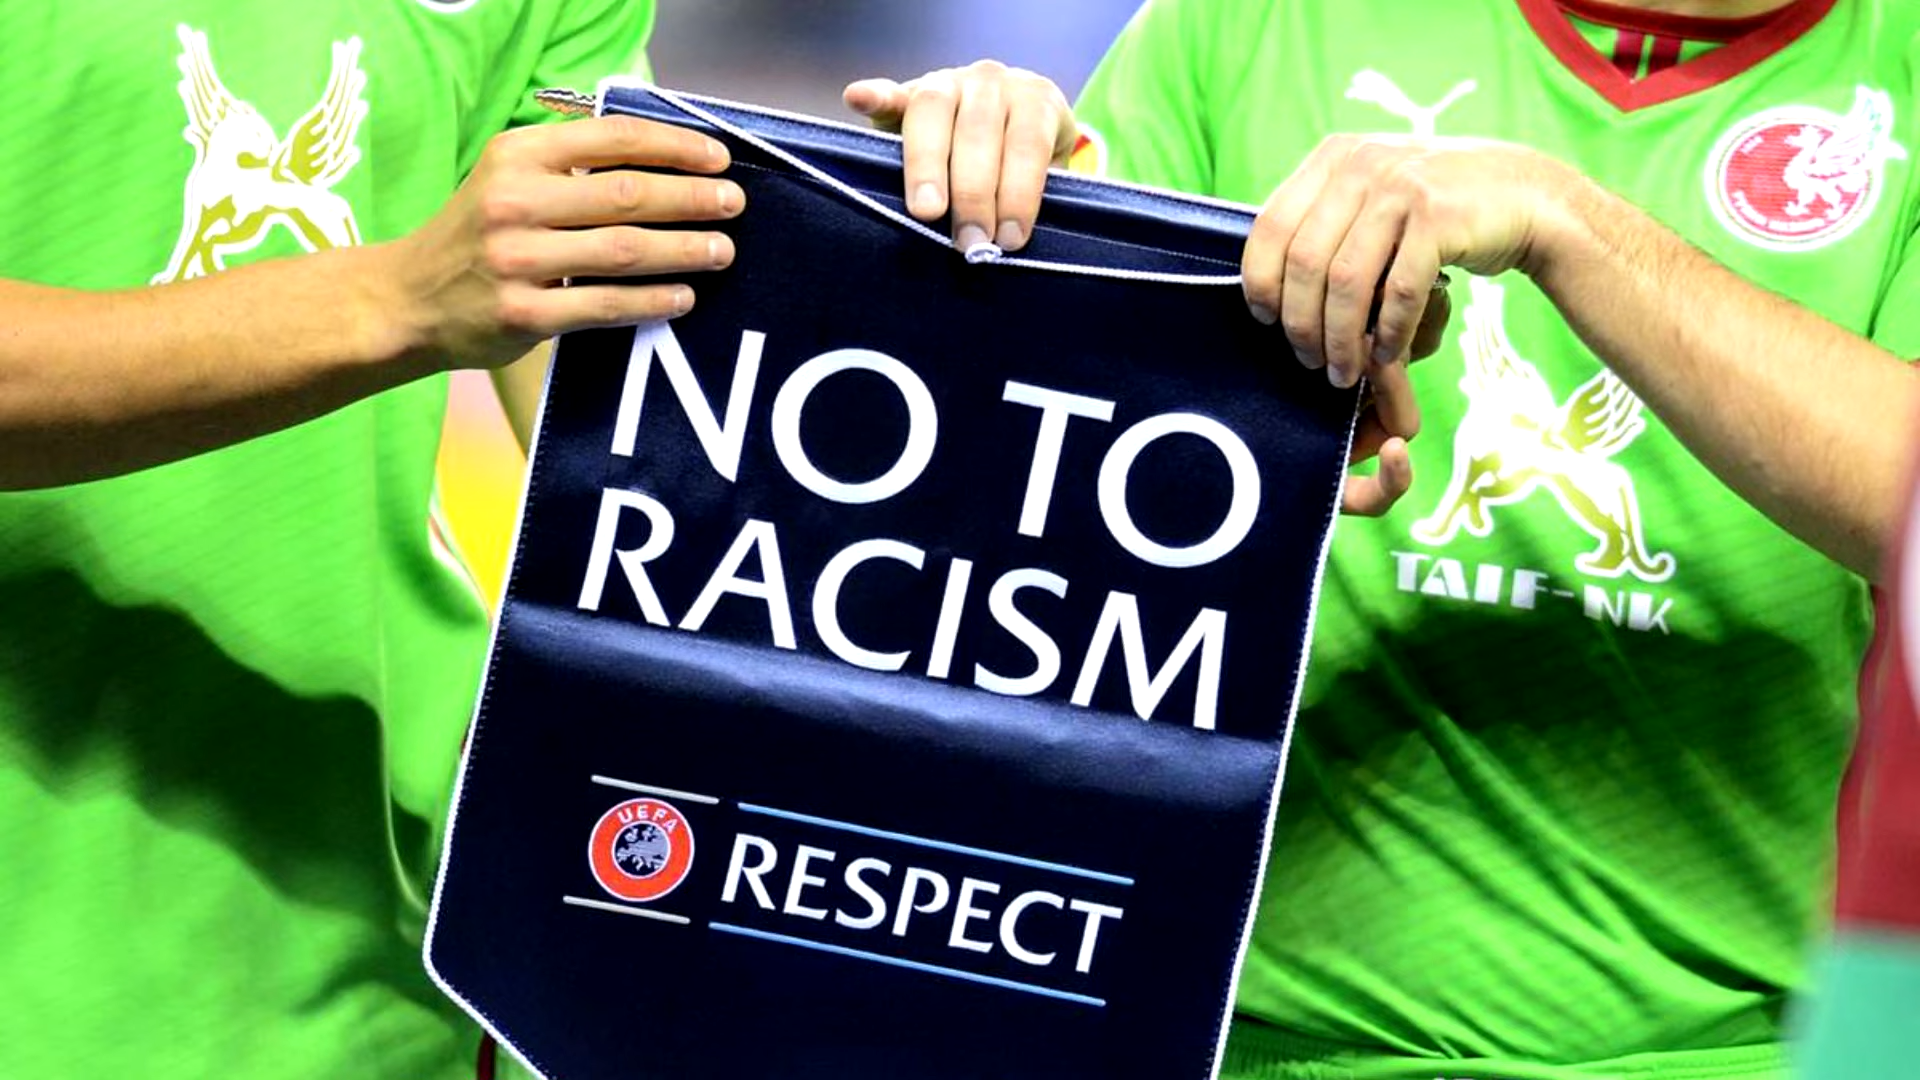 NO TO
RACISM
UEFA
RESPECT
TAIF-NK